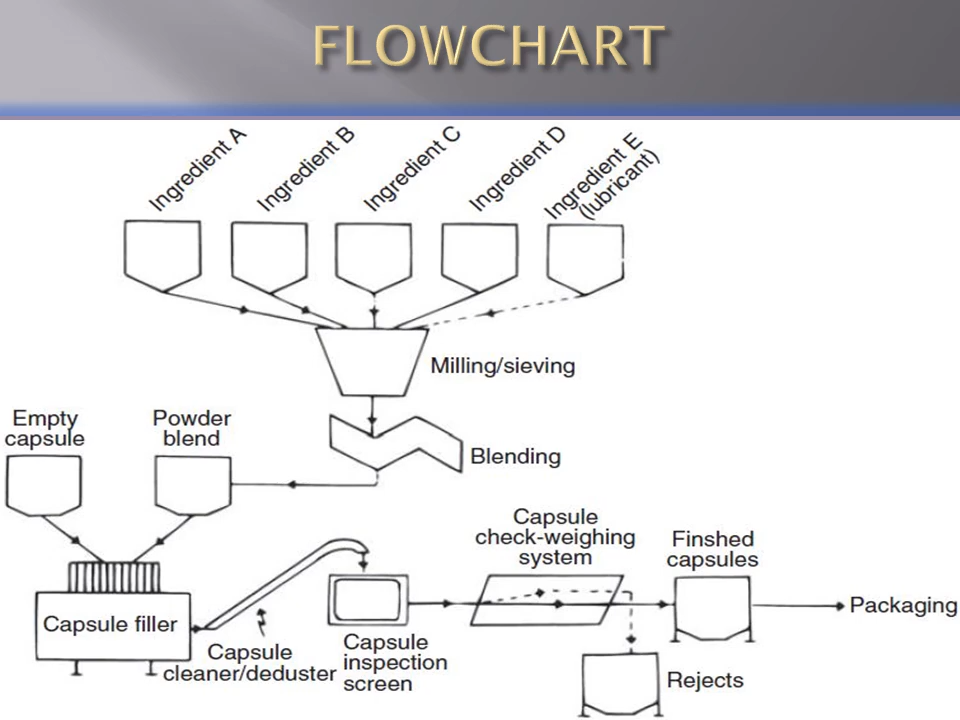 FLOWCHART
Ingredient A
Ingredient B
Ingredient C
Ingredient D
Ingredient E
(lubricant)
Milling/sieving
Empty
capsule
Powder
blend
Blending
Capsule
check-weighing
system
Finshed
capsules
Capsule filler
Packaging
Capsule
cleaner/deduster
Capsule
inspection
screen
Rejects